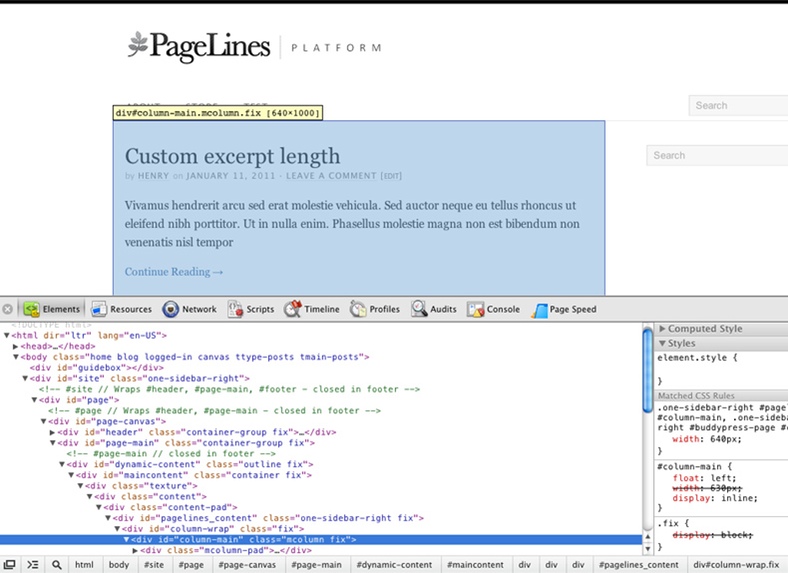 PageLines PLATFORM
ABOUT STORE TEST
Search
div#column-main.mcolumn.fix [640×1000]
Search
Custom excerpt length
by HENRY on JANUARY 11, 2011 · LEAVE A COMMENT [EDIT]
Vivamus hendrerit arcu sed erat molestie vehicula. Sed auctor neque eu tellus rhoncus ut
eleifend nibh porttitor. Ut in nulla enim. Phasellus molestie magna non est bibendum non
venenatis nisl tempor
Continue Reading →
Elements Resources Network Scripts Timeline Profiles Audits Console Page Speed
<!DOCTYPE html>
▼<html dir="ltr" lang="en-US">
▶<head>…</head>
▼<body class="home blog logged-in canvas ttype-posts tmain-posts">
<div id="guidebox"></div>
▼<div id="site" class="one-sidebar-right">
<!-- #site // Wraps #header, #page-main, #footer - closed in footer -->
▼<div id="page">
<!-- #page // Wraps #header, #page-main - closed in footer -->
▼<div id="page-canvas">
▶<div id="header" class="container-group fix">…</div>
▼<div id="page-main" class="container-group fix">
<!-- #page-main // closed in footer -->
▼<div id="dynamic-content" class="outline fix">
▼<div id="maincontent" class="container fix">
▼<div class="texture">
▼<div class="content">
▼<div class="content-pad">
▼<div id="pagelines_content" class="one-sidebar-right fix">
▼<div id="column-wrap" class="fix">
▼<div id="column-main" class="mcolumn fix">
▶<div class="mcolumn-pad">…</div>
▶Computed Style
▼Styles
element.style {
}
Matched CSS Rules
.one-sidebar-right #pagel
#column-main, .one-sideba
right #buddypress-page #c
width: 640px;
}
#column-main {
float: left;
width: 630px;
display: inline;
}
.fix {
display: block;
}
html body #site #page #page-canvas #page-main #dynamic-content #maincontent div div div #pagelines_content div#column-wrap.fix